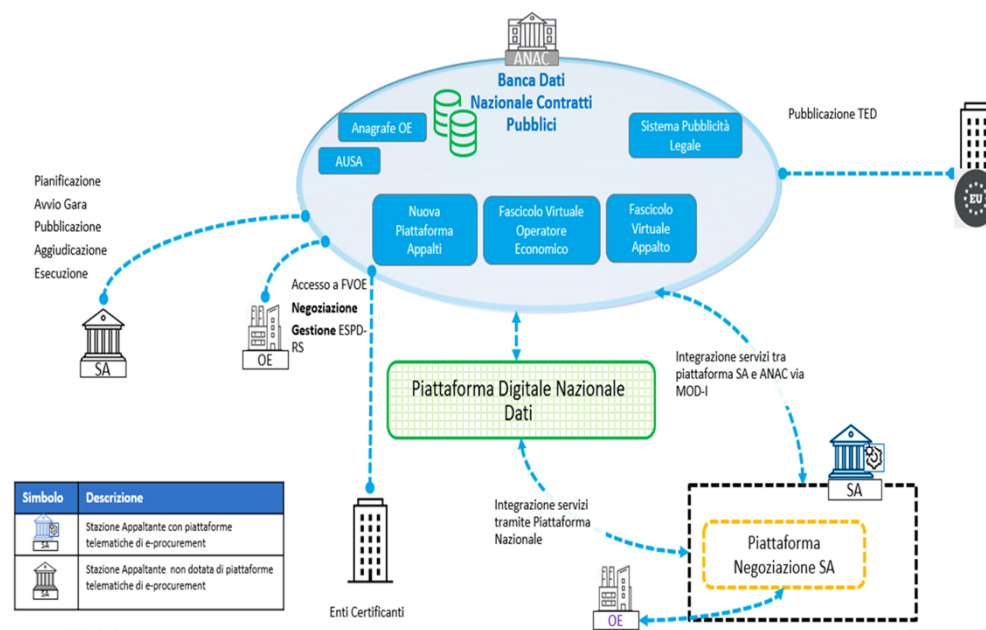 ANAC
Banca Dati
Nazionale Contratti
Pubblici
Anagrafe OE
AUSA
Sistema Pubblicità
Legale
Pubblicazione TED
EU
Pianificazione
Avvio Gara
Pubblicazione
Aggiudicazione
Esecuzione
Nuova
Piattaforma
Appalti
Fascicolo Virtuale
Operatore
Economico
Fascicolo
Virtuale
Appalto
SA
OE
Accesso a FVOE
Negoziazione
Gestione ESPD-
RS
Piattaforma Digitale Nazionale
Dati
Integrazione servizi tra
piattaforma SA e ANAC via
MOD-I
Integrazione servizi
tramite Piattaforma
Nazionale
SA
Piattaforma
Negoziazione SA
OE
Enti Certificanti
Simbolo Descrizione
SA
Stazione Appaltante con piattaforme
telematiche di e-procurement
SA
Stazione Appaltante non dotata di piattaforme
telematiche di e-procurement